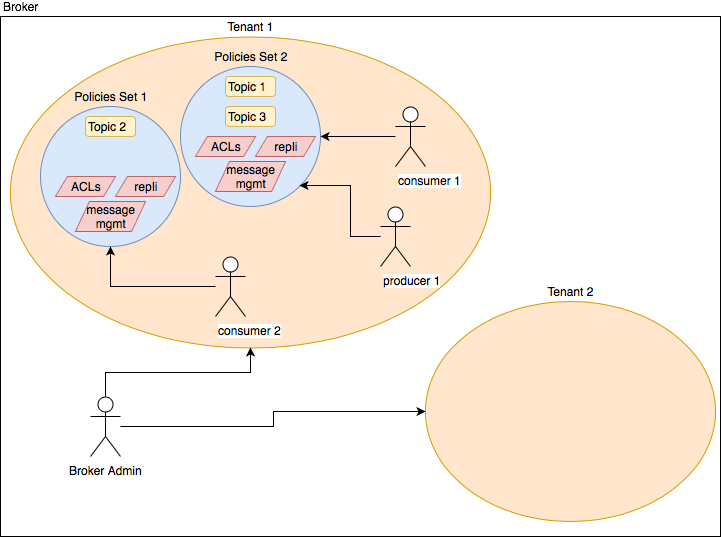 Broker
Tenant 1
Policies Set 2
Topic 1
Topic 3
ACLs
repli
message
mgmt
Policies Set 1
Topic 2
ACLs
repli
message
mgmt
consumer 1
producer 1
consumer 2
Tenant 2
Broker Admin